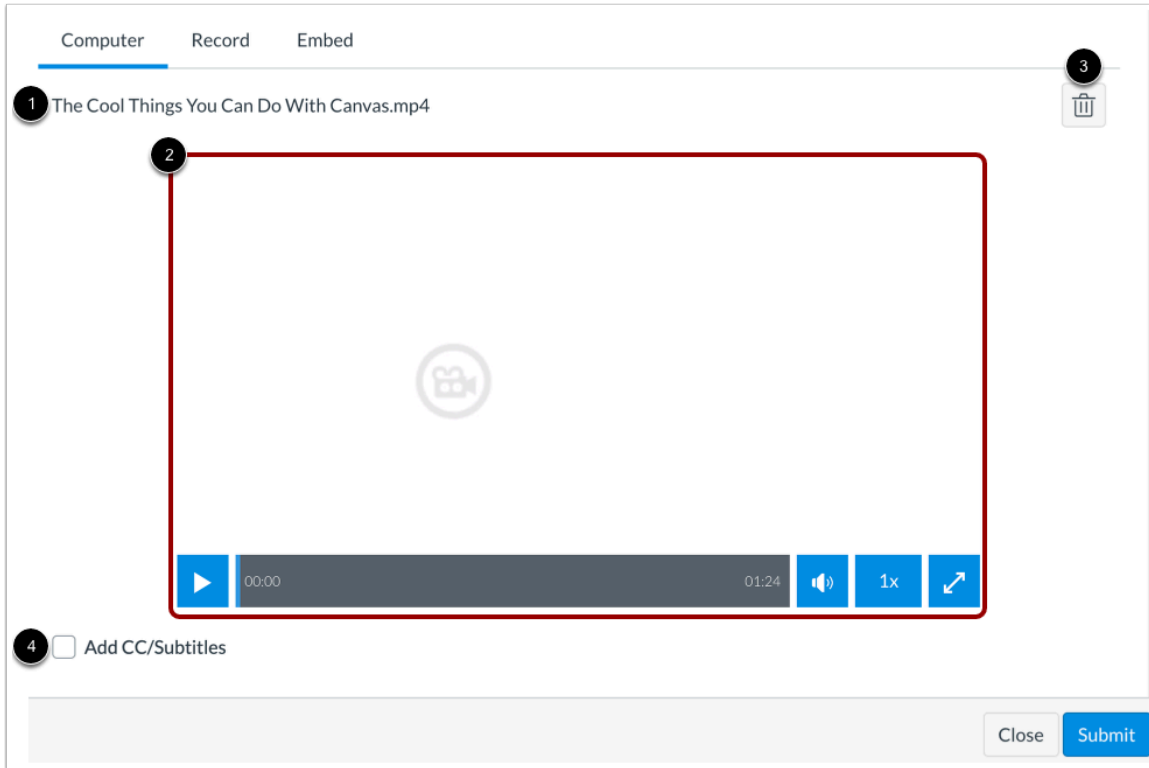 Computer Record Embed
3
1 The Cool Things You Can Do With Canvas.mp4
2
00:00 01:24 1x
4 Add CC/Subtitles
Close Submit